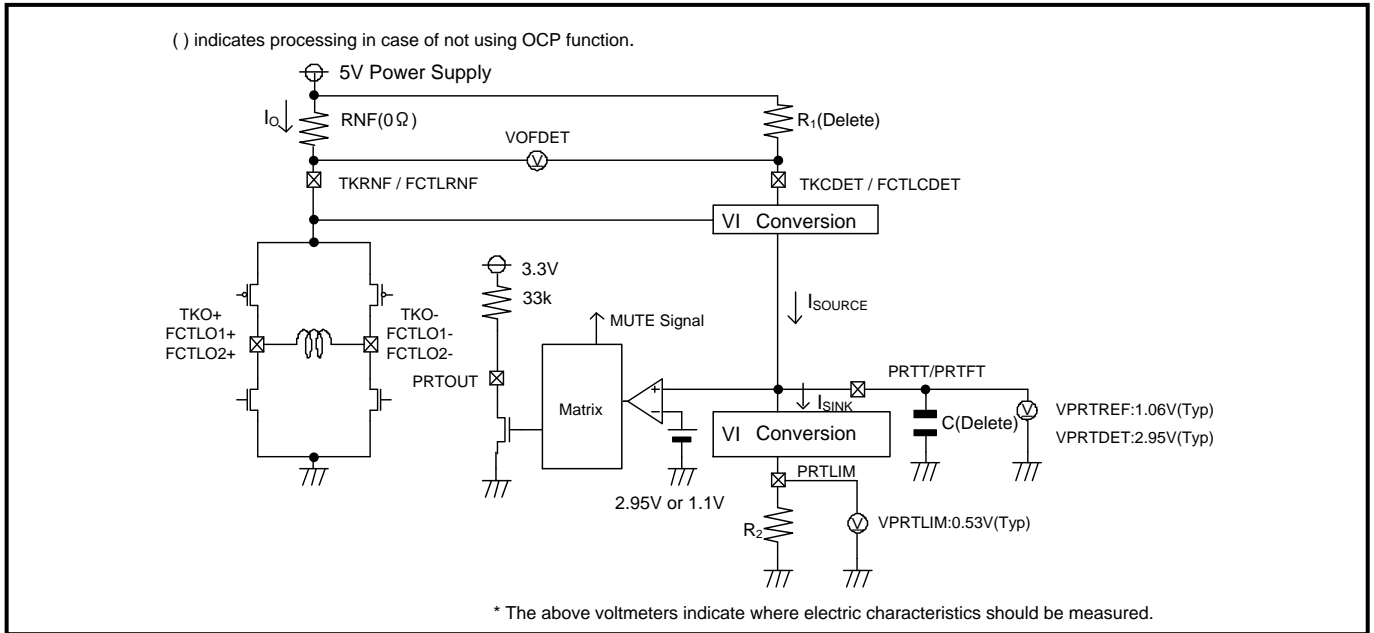 ( ) indicates processing in case of not using OCP function.
5V Power Supply
IO
RNF(0Ω)
R1(Delete)
VOFDET
TKRNF / FCTLRNF
TKCDET / FCTLCDET
VI Conversion
3.3V
33k
ISOURCE
TKO+
FCTLO1+
FCTLO2+
TKO-
FCTLO1-
FCTLO2-
MUTE Signal
PRTOUT
PRTT/PRTFT
Matrix
+
−
ISINK
V
VI Conversion
C(Delete)
VPRTREF:1.06V(Typ)
VPRTDET:2.95V(Typ)
2.95V or 1.1V
PRTLIM
R2
V
VPRTLIM:0.53V(Typ)
V
* The above voltmeters indicate where electric characteristics should be measured.